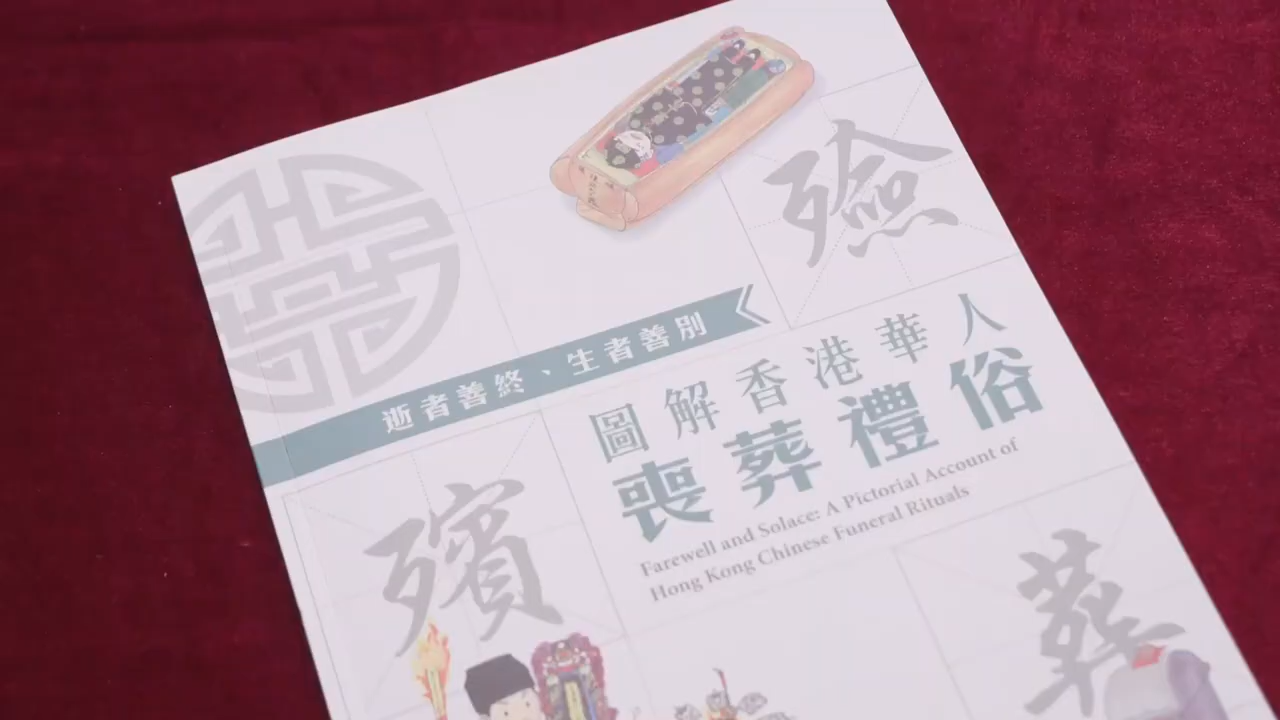 殮
逝者善終、生者善別
圖解香港華人
喪葬禮俗
Farewell and Solace: A Pictorial Account of
Hong Kong Chinese Funeral Rituals
殯
葬